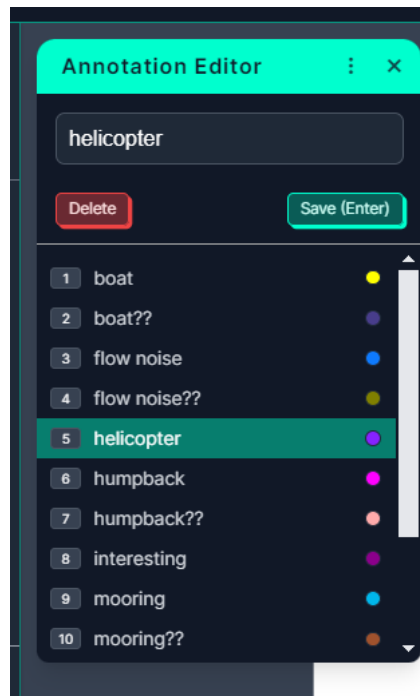 Annotation Editor
helicopter
Delete Save (Enter)
1 boat
2 boat??
3 flow noise
4 flow noise??
5 helicopter
6 humpback
7 humpback??
8 interesting
9 mooring
10 mooring??